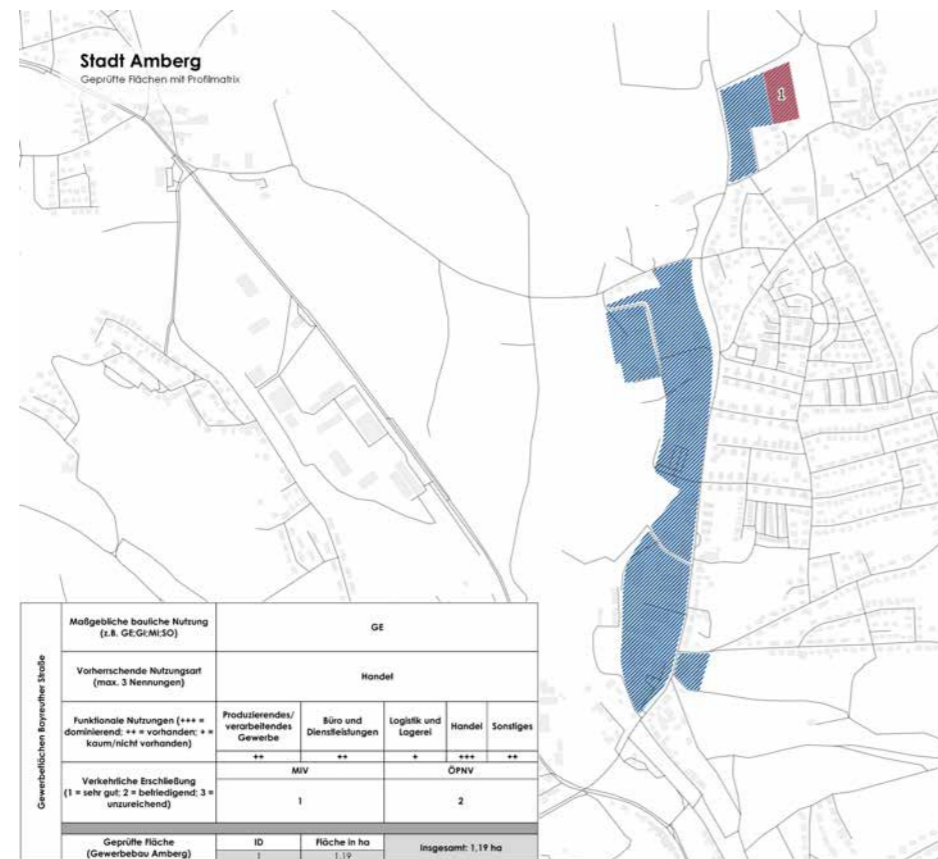 Stadt Amberg
Geprüfte Flächen mit Profilmatrix
1
Gewerbeflächen Bayreuther Straße
Maßgebliche bauliche Nutzung
(z.B. GE;GI;MI;SO)
GE
Vorherrschende Nutzungsart
(max. 3 Nennungen)
Handel
Funktionale Nutzungen (+++ =
dominierend; ++ = vorhanden; + =
kaum/nicht vorhanden)
Produzierendes/
verarbeitendes
Gewerbe
Büro und
Dienstleistungen
Logistik und
Lagerei
Handel
Sonstiges
++
++
+
+++
++
Verkehrliche Erschließung
(1 = sehr gut; 2 = befriedigend; 3 =
unzureichend)
MIV
ÖPNV
1
2
Geprüfte Fläche
(Gewerbebau Amberg)
ID
Fläche in ha
Insgesamt: 1,19 ha
1
1,19